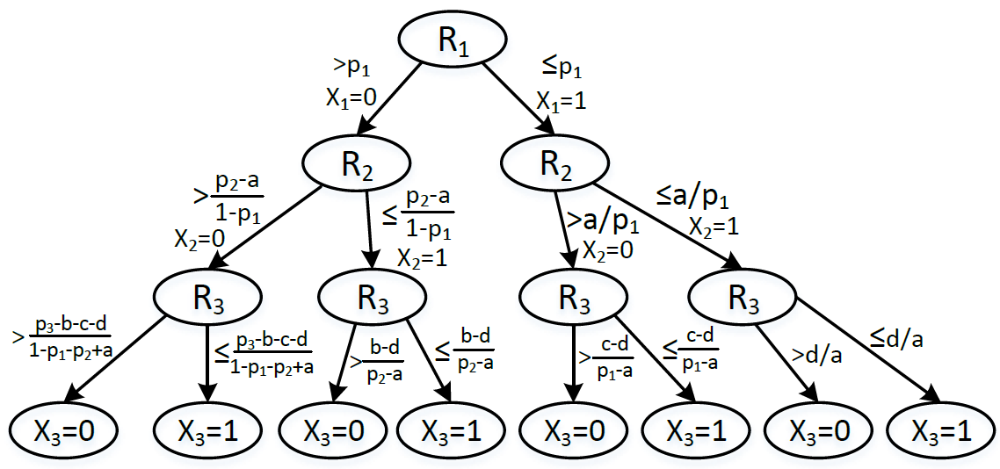 R₁
>p₁
X₁=0
≤p₁
X₁=1
R₂
R₂
>
p₂-a
1-p₁
X₂=0
≤
p₂-a
1-p₁
X₂=1
>a/p₁
X₂=0
≤a/p₁
X₂=1
R₃
R₃
R₃
R₃
>
p₃-b-c-d
1-p₁-p₂+a
≤
p₃-b-c-d
1-p₁-p₂+a
>
b-d
p₂-a
≤
b-d
p₂-a
>
c-d
p₁-a
≤
c-d
p₁-a
>d/a
≤d/a
X₃=0
X₃=1
X₃=0
X₃=1
X₃=0
X₃=1
X₃=0
X₃=1